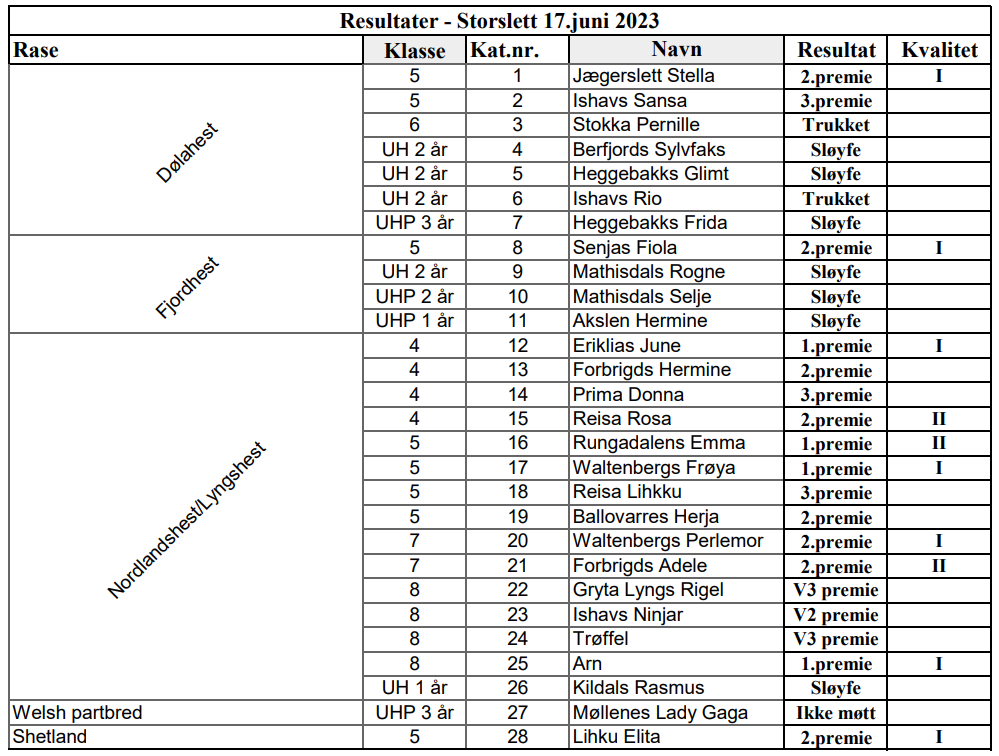 Resultater - Storslett 17.juni 2023
Rase Klasse Kat.nr. Navn Resultat Kvalitet
Dølahest
5 1 Jægerslett Stella 2.premie I
5 2 Ishavs Sansa 3.premie
6 3 Stokka Pernille Trukket
UH 2 år 4 Berfjords Sylvfaks Sløyfe
UH 2 år 5 Heggebakks Glimt Sløyfe
UH 2 år 6 Ishavs Rio Trukket
UHP 3 år 7 Heggebakks Frida Sløyfe
Fjordhest
5 8 Senjas Fiola 2.premie I
UH 2 år 9 Mathisdals Rogne Sløyfe
UHP 2 år 10 Mathisdals Selje Sløyfe
UHP 1 år 11 Akslen Hermine Sløyfe
Nordlandshest/Lyngshest
4 12 Eriklias June 1.premie I
4 13 Forbrigds Hermine 2.premie
4 14 Prima Donna 3.premie
4 15 Reisa Rosa 2.premie II
5 16 Rungadalens Emma 1.premie II
5 17 Waltenbergs Frøya 1.premie I
5 18 Reisa Lihkku 3.premie
5 19 Ballovarres Herja 2.premie
7 20 Waltenbergs Perlemor 2.premie I
7 21 Forbrigds Adele 2.premie II
8 22 Gryta Lyngs Rigel V3 premie
8 23 Ishavs Ninjar V2 premie
8 24 Trøffel V3 premie
8 25 Arn 1.premie I
UH 1 år 26 Kildals Rasmus Sløyfe
Welsh partbred UHP 3 år 27 Møllenes Lady Gaga Ikke møtt
Shetland 5 28 Lihku Elita 2.premie I